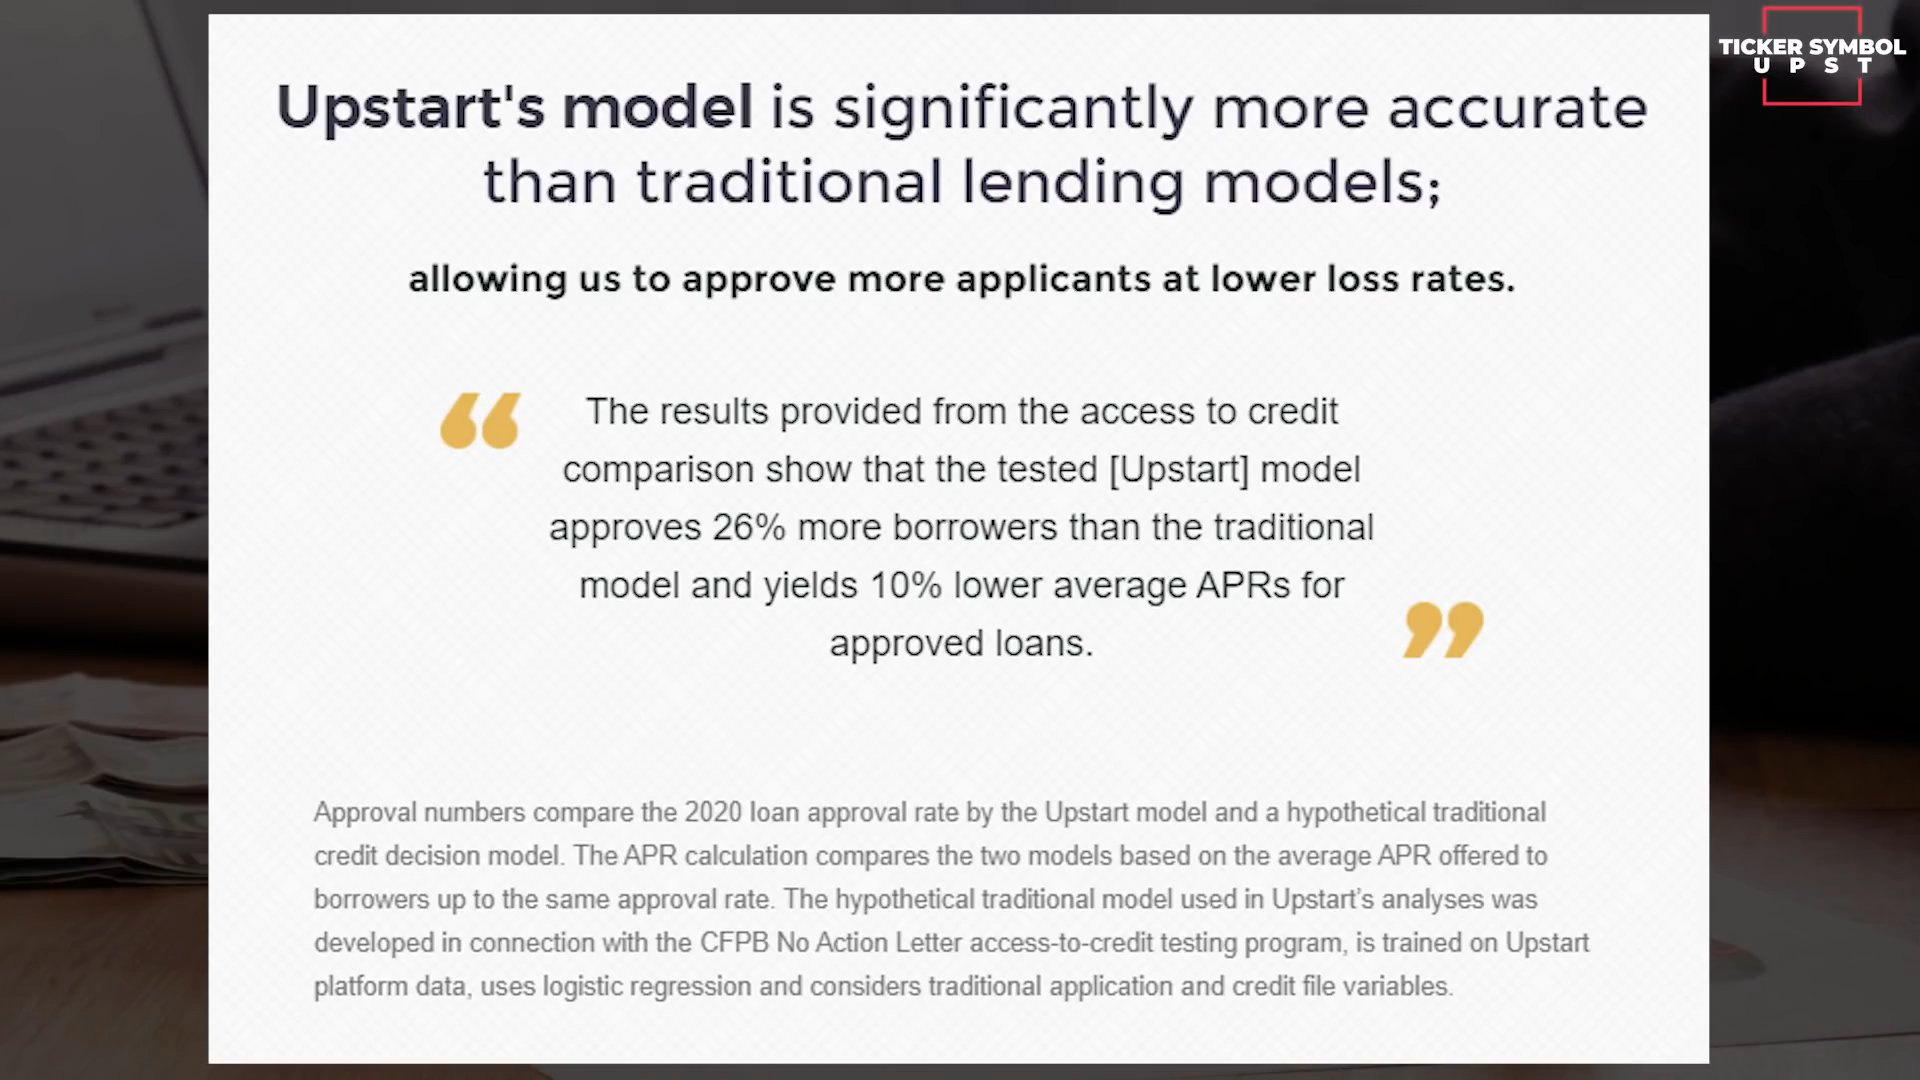 TICKER SYMBOL
UPST
Upstart's model is significantly more accurate
than traditional lending models;
allowing us to approve more applicants at lower loss rates.
“ The results provided from the access to credit
comparison show that the tested [Upstart] model
approves 26% more borrowers than the traditional
model and yields 10% lower average APRs for
approved loans. ”
Approval numbers compare the 2020 loan approval rate by the Upstart model and a hypothetical traditional
credit decision model. The APR calculation compares the two models based on the average APR offered to
borrowers up to the same approval rate. The hypothetical traditional model used in Upstart’s analyses was
developed in connection with the CFPB No Action Letter access-to-credit testing program, is trained on Upstart
platform data, uses logistic regression and considers traditional application and credit file variables.